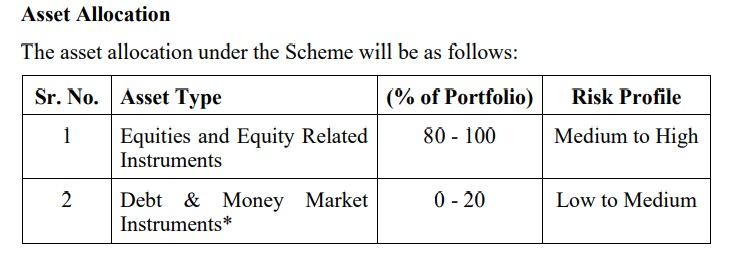 Asset Allocation
The asset allocation under the Scheme will be as follows:
Sr. No. Asset Type (% of Portfolio) Risk Profile
1 Equities and Equity Related Instruments 80 - 100 Medium to High
2 Debt & Money Market Instruments* 0 - 20 Low to Medium